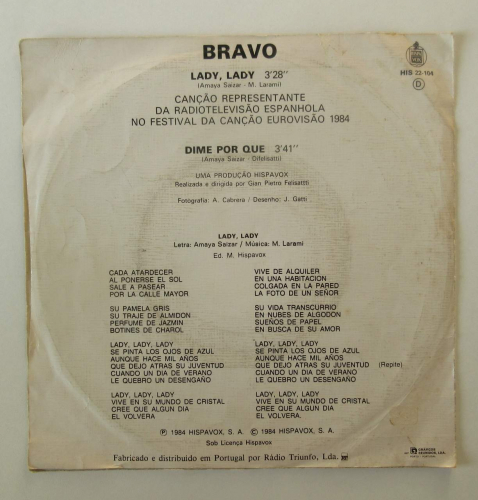 BRAVO
HIS 22-104
D
LADY, LADY 3'28"
(Amaya Saizar - M. Larami)
CANÇÃO REPRESENTANTE
DA RADIOTELEVISÃO ESPANHOLA
NO FESTIVAL DA CANÇÃO EUROVISÃO 1984
DIME POR QUE 3'41"
(Amaya Saizar - Difelisatti)
UMA PRODUÇÃO HISPAVOX
Realizada e dirigida por Gian Pietro Felisatti
Fotografia: A. Cabrera / Desenho: J. Gatti
LADY, LADY
Letra: Amaya Saizar / Música: M. Larami
Ed. M. Hispavox
CADA ATARDECER
AL PONERSE EL SOL
SALE A PASEAR
POR LA CALLE MAYOR
SU PAMELA GRIS
SU TRAJE DE ALMIDON
PERFUME DE JAZMIN
BOTINES DE CHAROL
LADY, LADY, LADY
SE PINTA LOS OJOS DE AZUL
AUNQUE HACE MIL AÑOS
QUE DEJO ATRAS SU JUVENTUD
CUANDO UN DIA DE VERANO
LE QUEBRO UN DESENGAÑO
LADY, LADY, LADY
VIVE EN SU MUNDO DE CRISTAL
CREE QUE ALGUN DIA
EL VOLVERA
VIVE DE ALQUILER
EN UNA HABITACION
COLGADA EN LA PARED
LA FOTO DE UN SEÑOR
SU VIDA TRANSCURRIO
EN NUBES DE ALGODON
SUEÑOS DE PAPEL
EN BUSCA DE SU AMOR
LADY, LADY, LADY
SE PINTA LOS OJOS DE AZUL
AUNQUE HACE MIL AÑOS
QUE DEJO ATRAS SU JUVENTUD (Repite)
CUANDO UN DIA DE VERANO
LE QUEBRO UN DESENGAÑO
LADY, LADY, LADY
VIVE EN SU MUNDO DE CRISTAL
CREE QUE ALGUN DIA
EL VOLVERA.
Ⓟ 1984 HISPAVOX, S. A. © 1984 HISPAVOX, S. A.
Sob Licença Hispavox
Fabricado e distribuído em Portugal por Rádio Triunfo, Lda.